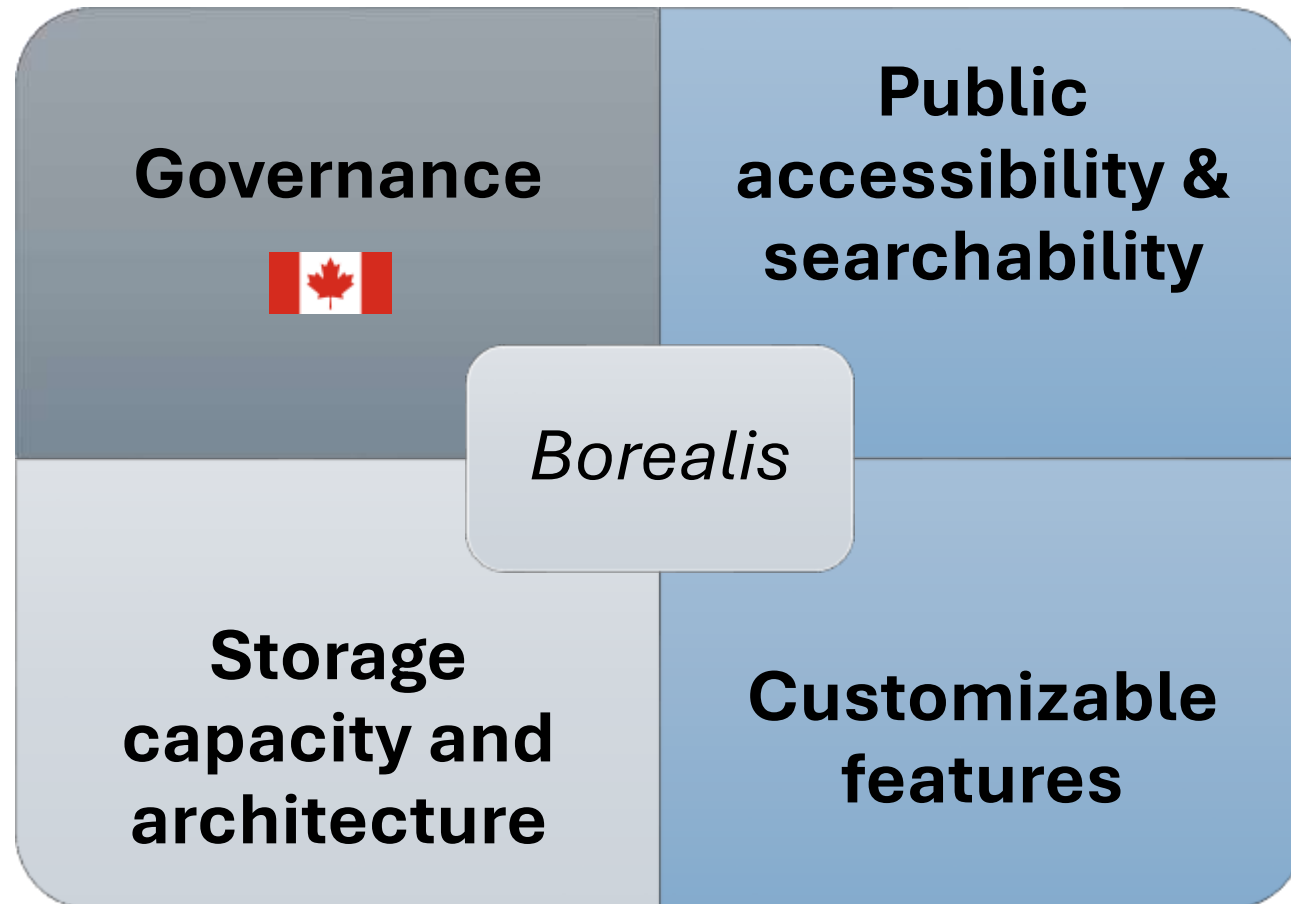 Governance
Public
accessibility &
searchability
Borealis
Storage
capacity and
architecture
Customizable
features